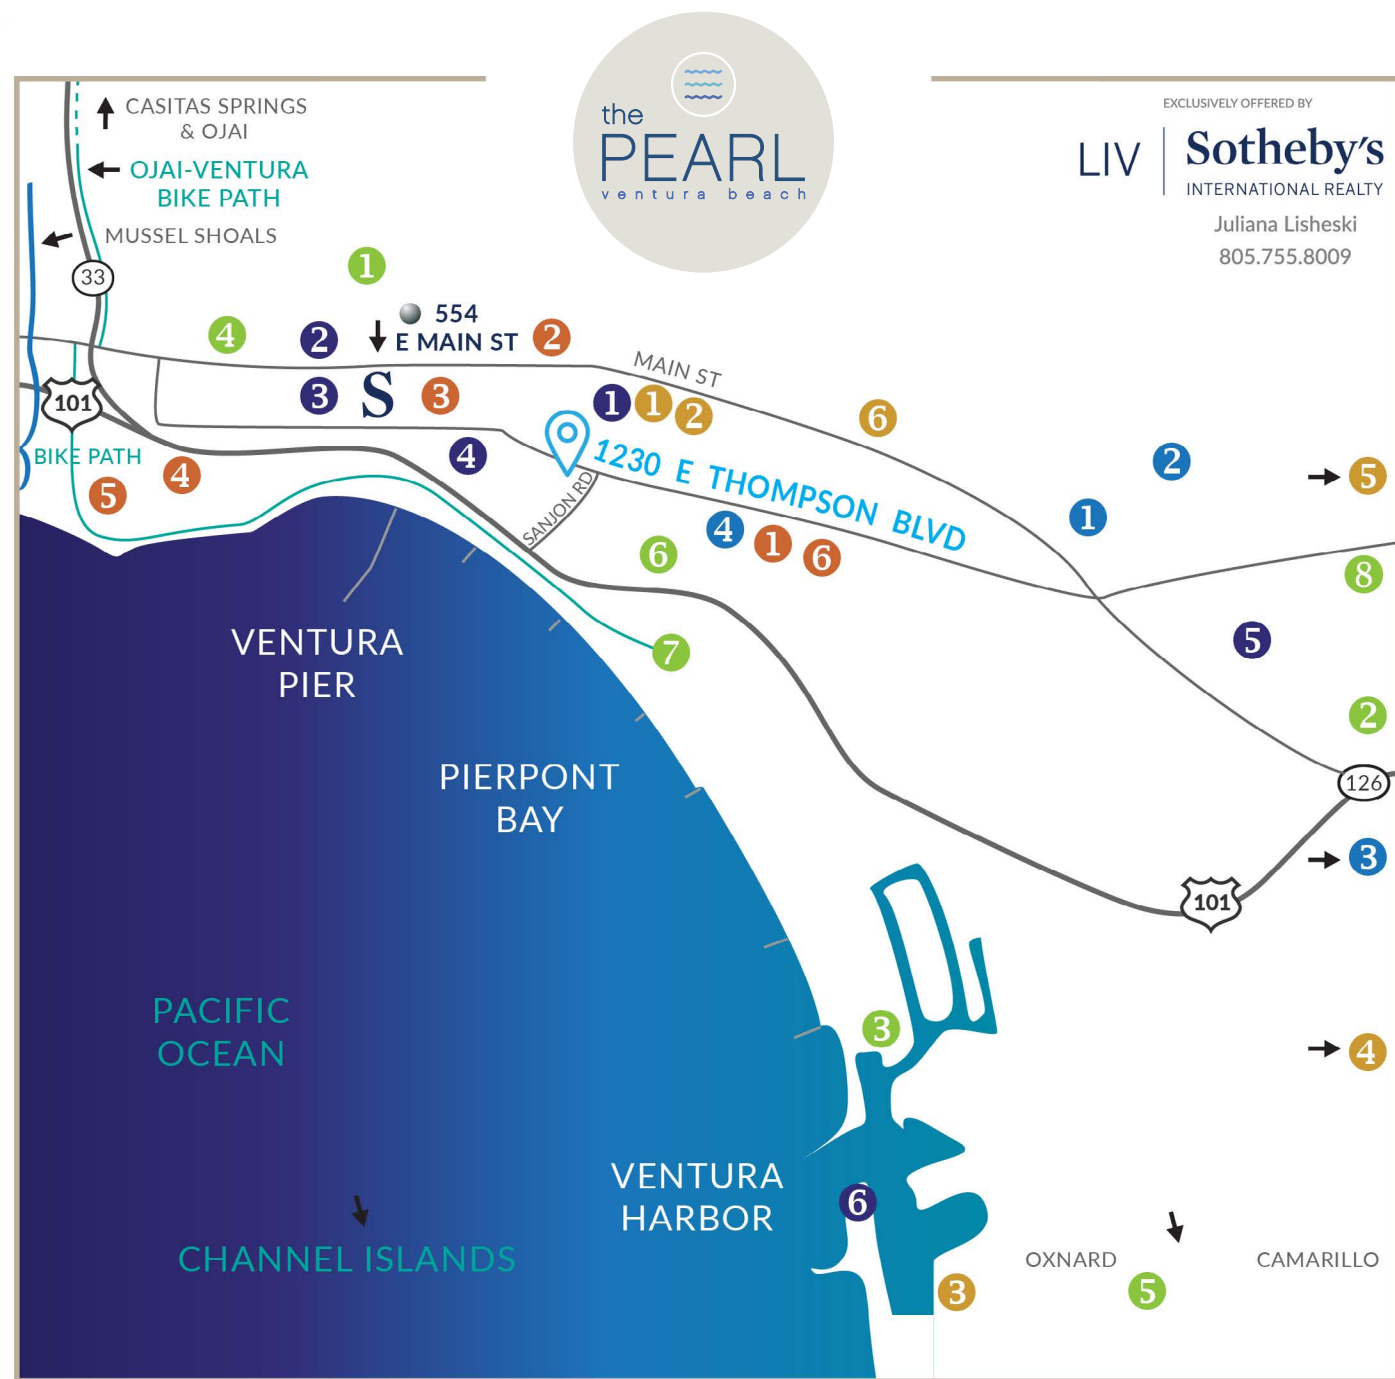 the
PEARL
ventura beach
EXCLUSIVELY OFFERED BY
LIV
Sotheby's
INTERNATIONAL REALTY
Juliana Lisheski
805.755.8009
CASITAS SPRINGS
& OJAI
OJAI-VENTURA
BIKE PATH
MUSSEL SHOALS
33
1
4
2
554
E MAIN ST
2
MAIN ST
3
S
3
1
1
2
6
101
BIKE PATH
5
4
4
1230 E THOMPSON BLVD
SANJON RD
2
5
1
4
1
6
6
8
7
5
2
126
3
101
VENTURA
PIER
PIERPONT
BAY
PACIFIC
OCEAN
3
4
VENTURA
HARBOR
6
CHANNEL ISLANDS
3
OXNARD
5
CAMARILLO